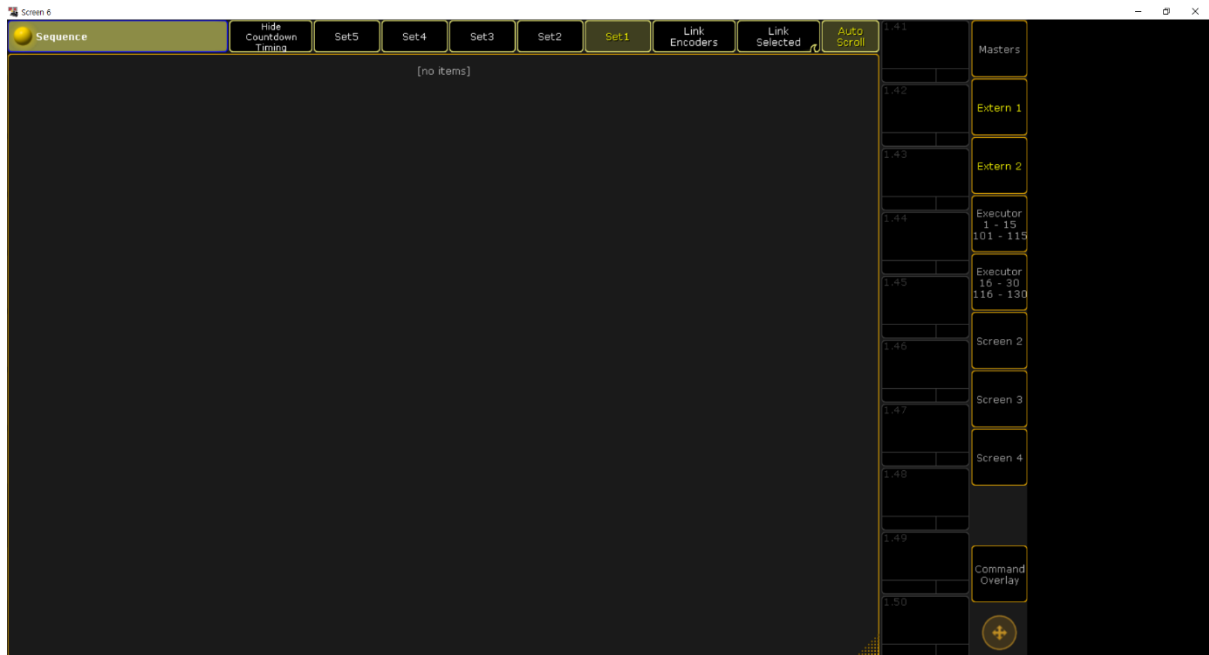 Screen 6
Sequence
Hide
Countdown
Timing
Set5
Set4
Set3
Set2
Set1
Link
Encoders
Link
Selected
Auto
Scroll
[no items]
1.41
1.42
1.43
1.44
1.45
1.46
1.47
1.48
1.49
1.50
Masters
Extern 1
Extern 2
Executor
1 - 15
101 - 115
Executor
16 - 30
116 - 130
Screen 2
Screen 3
Screen 4
Command
Overlay